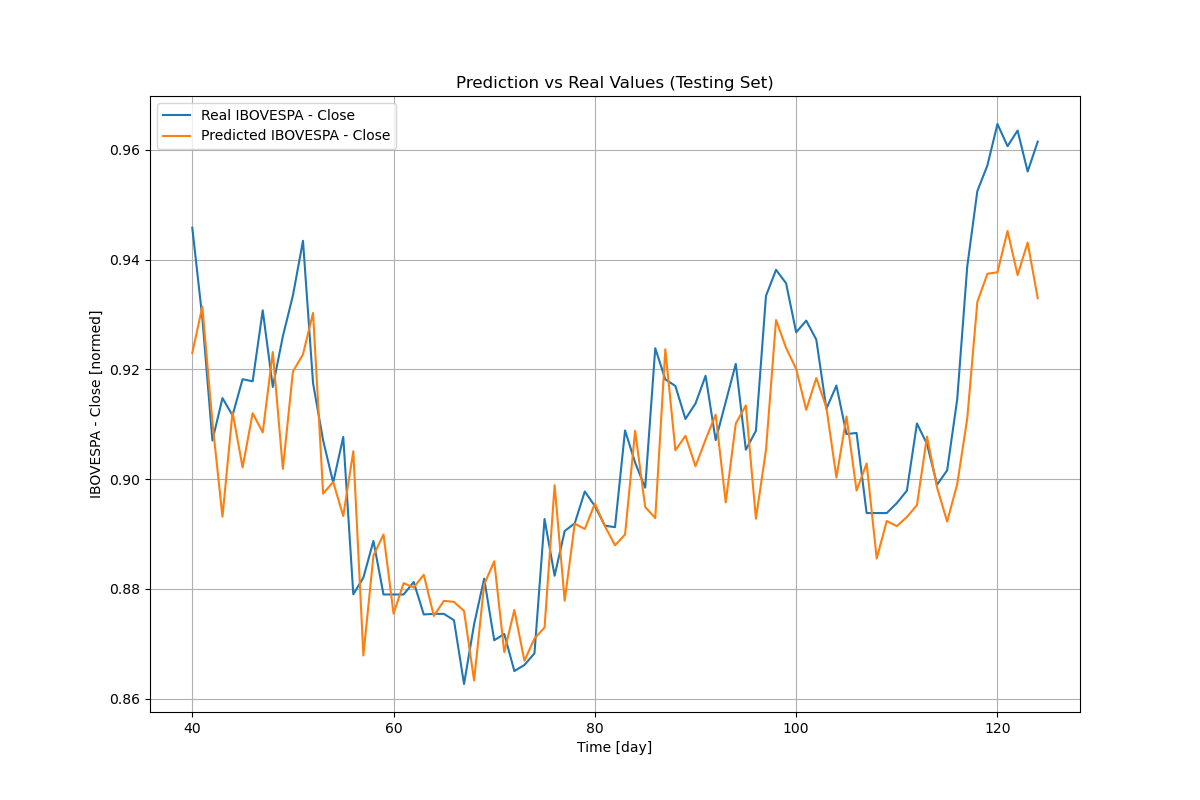 Prediction vs Real Values (Testing Set)
Real IBOVESPA - Close
Predicted IBOVESPA - Close
IBOVESPA - Close [normed]
0.96
0.94
0.92
0.90
0.88
0.86
40 60 80 100 120
Time [day]